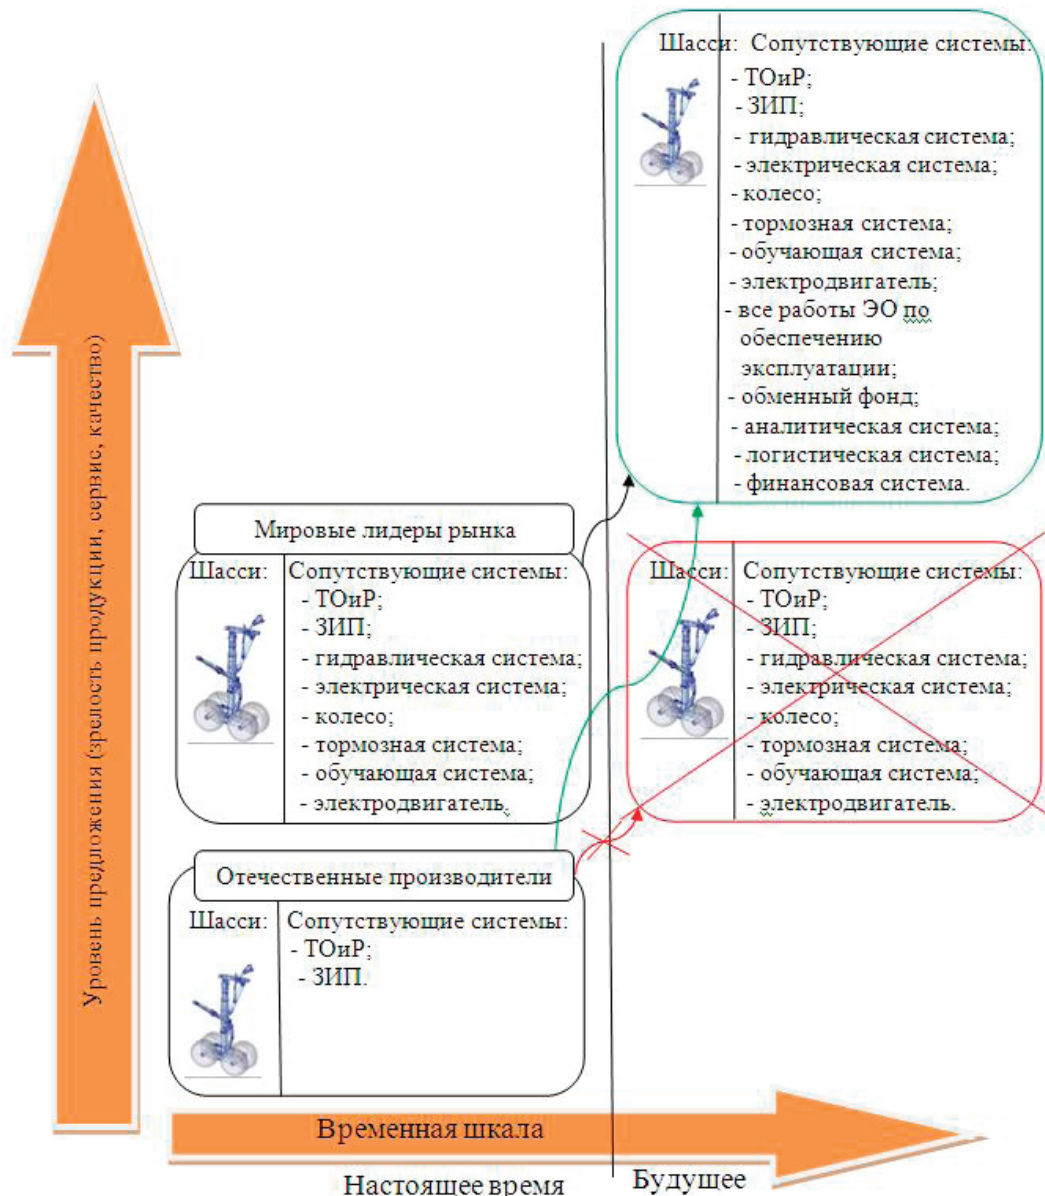 Шасси: Сопутствующие системы:
- ТОиР;
- ЗИП;
- гидравлическая система;
- электрическая система;
- колесо;
- тормозная система;
- обучающая система;
- электродвигатель;
- все работы ЭО по
обеспечению
эксплуатации;
- обменный фонд;
- аналитическая система;
- логистическая система;
- финансовая система.
Уровень предложения (зрелость продукции, сервис, качество)
Мировые лидеры рынка
Шасси: Сопутствующие системы:
- ТОиР;
- ЗИП;
- гидравлическая система;
- электрическая система;
- колесо;
- тормозная система;
- обучающая система;
- электродвигатель.
Шасси: Сопутствующие системы:
- ТОиР;
- ЗИП;
- гидравлическая система;
- электрическая система;
- колесо;
- тормозная система;
- обучающая система;
- электродвигатель.
Отечественные производители
Шасси: Сопутствующие системы:
- ТОиР;
- ЗИП.
Временная шкала
Настоящее время
Будущее